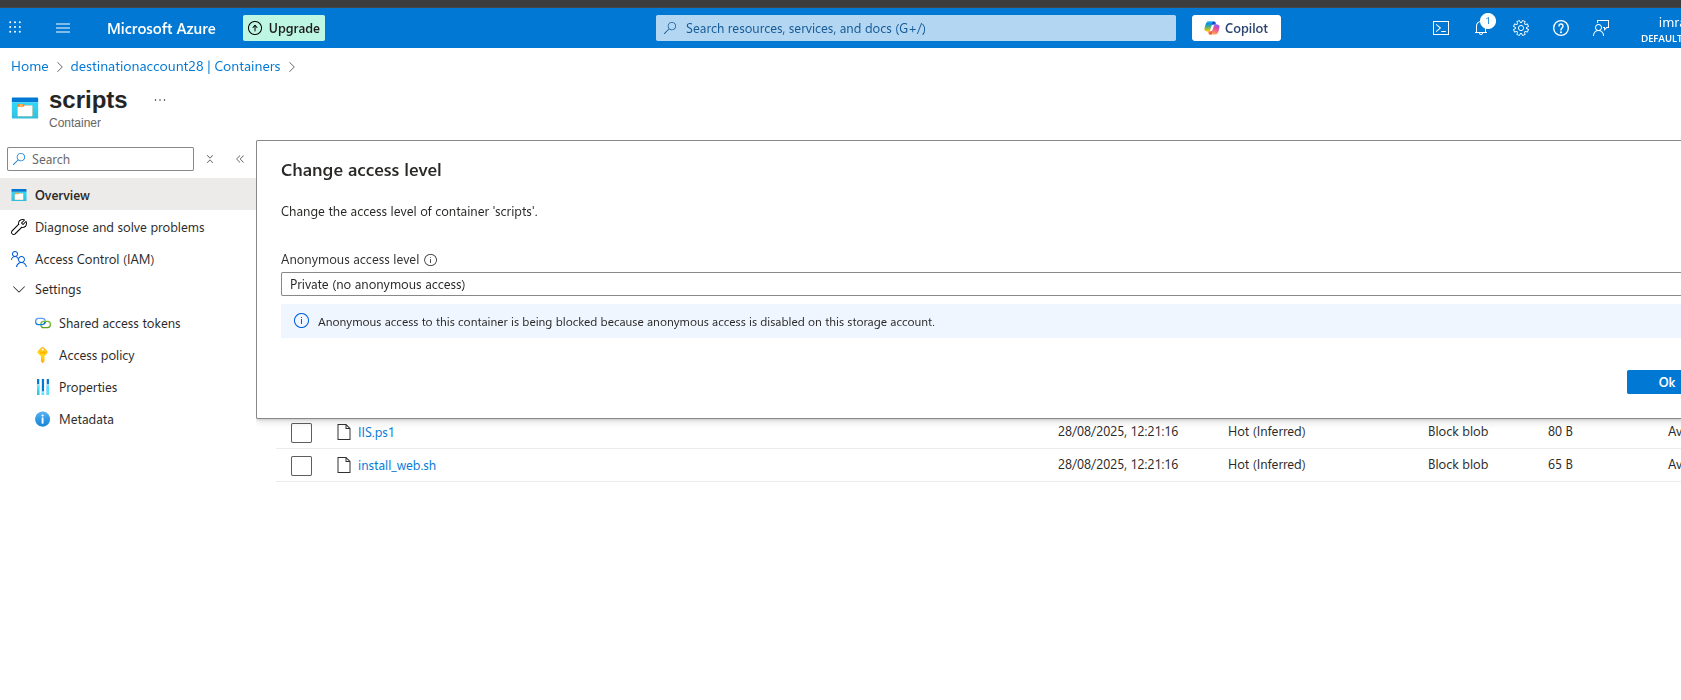 Microsoft Azure
Upgrade
Search resources, services, and docs (G+/)
Copilot
1
imra
DEFAULT
Home > destinationaccount28 | Containers >
scripts ...
Container
Search
Overview
Diagnose and solve problems
Access Control (IAM)
Settings
Shared access tokens
Access policy
Properties
Metadata
Change access level
Change the access level of container 'scripts'.
Anonymous access level
Private (no anonymous access)
Anonymous access to this container is being blocked because anonymous access is disabled on this storage account.
Ok
IIS.ps1 28/08/2025, 12:21:16 Hot (Inferred) Block blob 80 B Av
install_web.sh 28/08/2025, 12:21:16 Hot (Inferred) Block blob 65 B Av